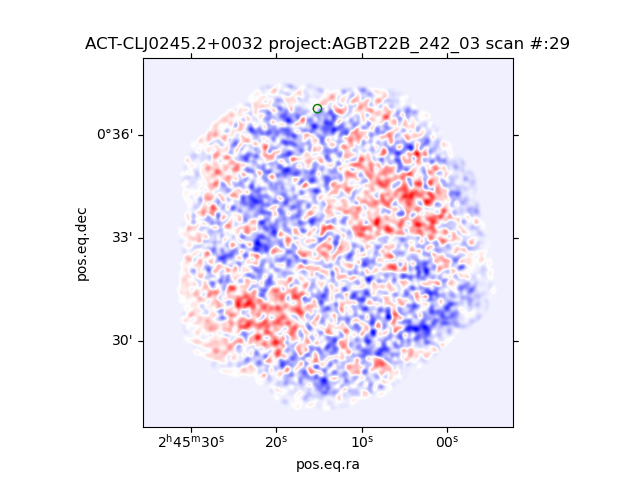 ACT-CLJ0245.2+0032 project:AGBT22B_242_03 scan #:29
0°36'
33'
30'
pos.eq.dec
2h45m30s 20s 10s 00s
pos.eq.ra